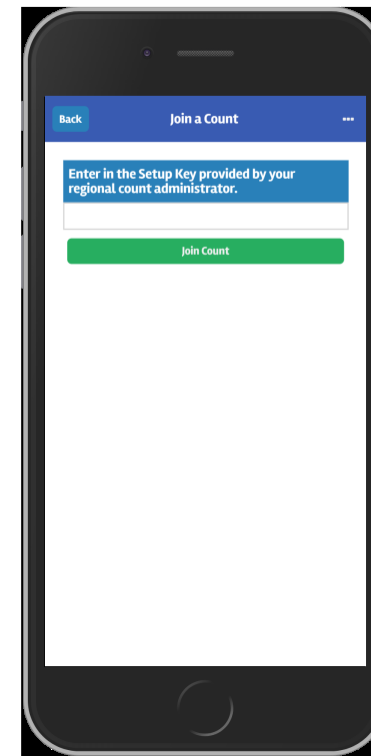 Back
Join a Count
•••
Enter in the Setup Key provided by your
regional count administrator.
Join Count